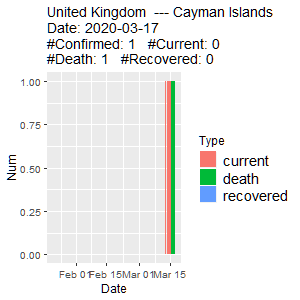 United Kingdom  --- Cayman Islands
Date: 2020-03-17
#Confirmed: 1   #Current: 0
#Death: 1   #Recovered: 0
1.00
0.75
0.50
0.25
0.00
Num
Feb 01 Feb 15 Mar 01 Mar 15
Date
Type
current
death
recovered